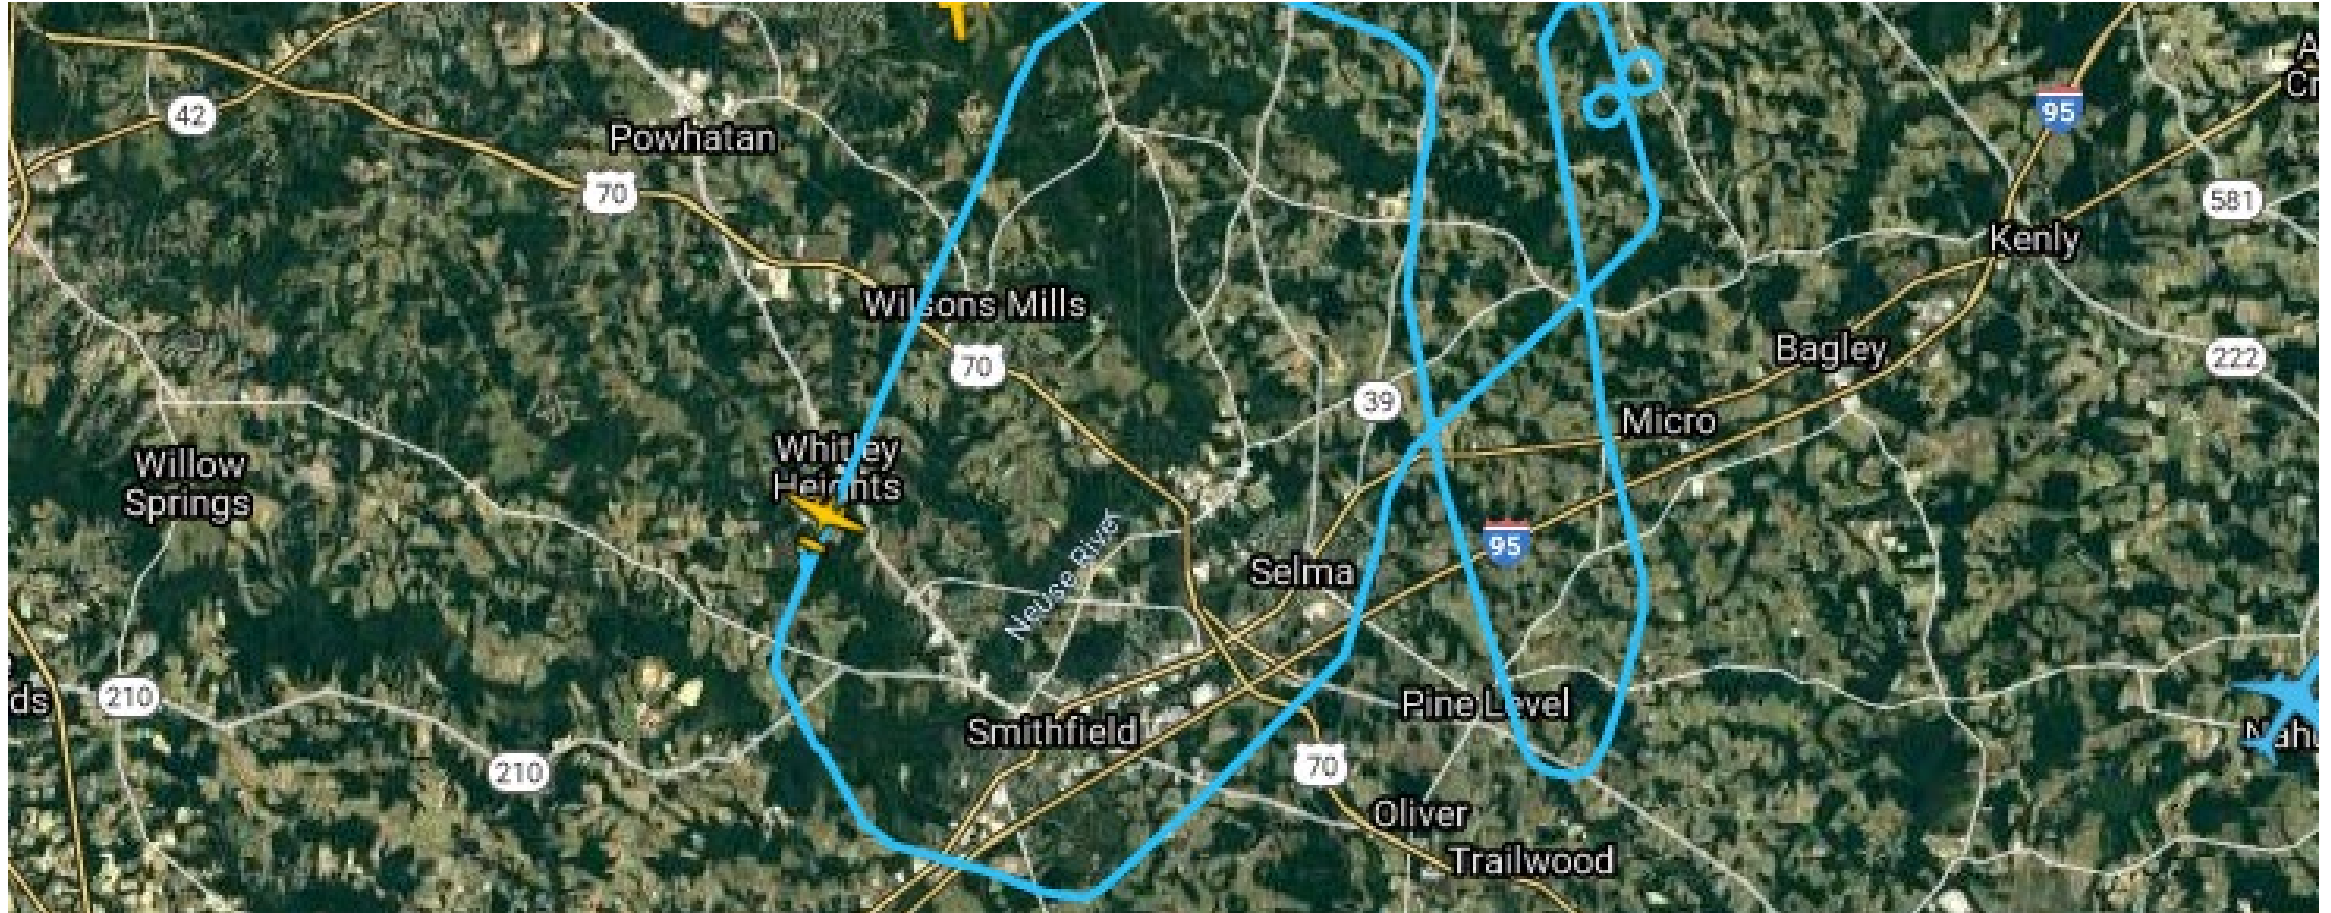 95
42
Powhatan
70
581
Kenly
Wilsons Mills
Bagley
222
70
39
Micro
Whitley
Heights
Willow
Springs
95
Selma
Neuse River
210
Pine Level
Smithfield
70
210
Oliver
Trailwood